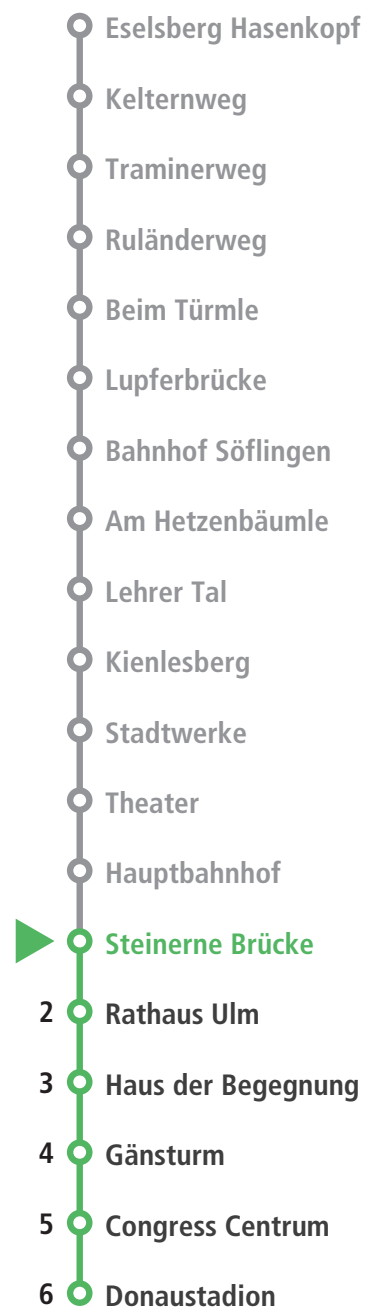 Eselsberg Hasenkopf
Kelternweg
Traminerweg
Ruländerweg
Beim Türmle
Lupferbrücke
Bahnhof Söflingen
Am Hetzenbäumle
Lehrer Tal
Kienlesberg
Stadtwerke
Theater
Hauptbahnhof
Steinerne Brücke
2 Rathaus Ulm
3 Haus der Begegnung
4 Gänsturm
5 Congress Centrum
6 Donaustadion